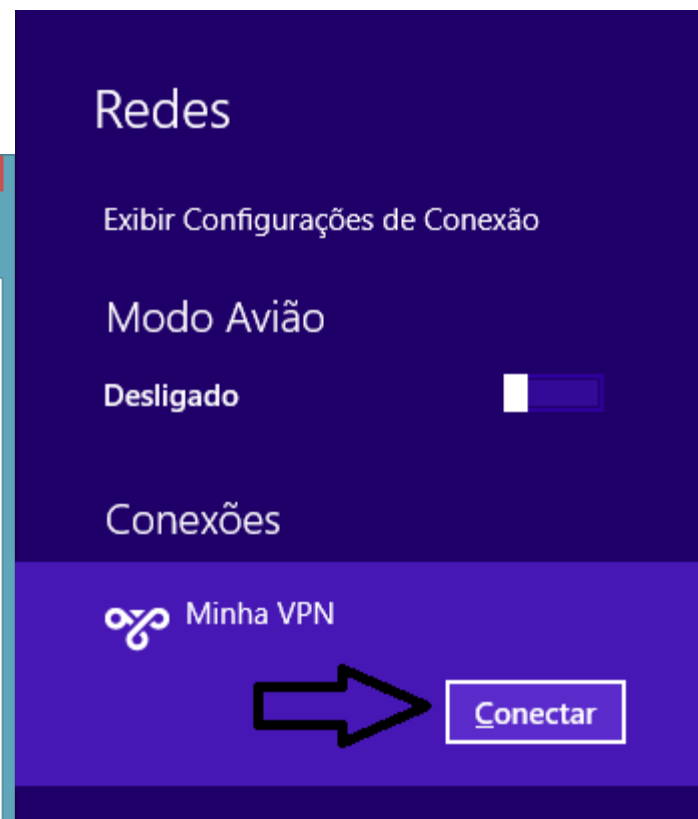 Redes
Exibir Configurações de Conexão
Modo Avião
Desligado
Conexões
Minha VPN
Conectar